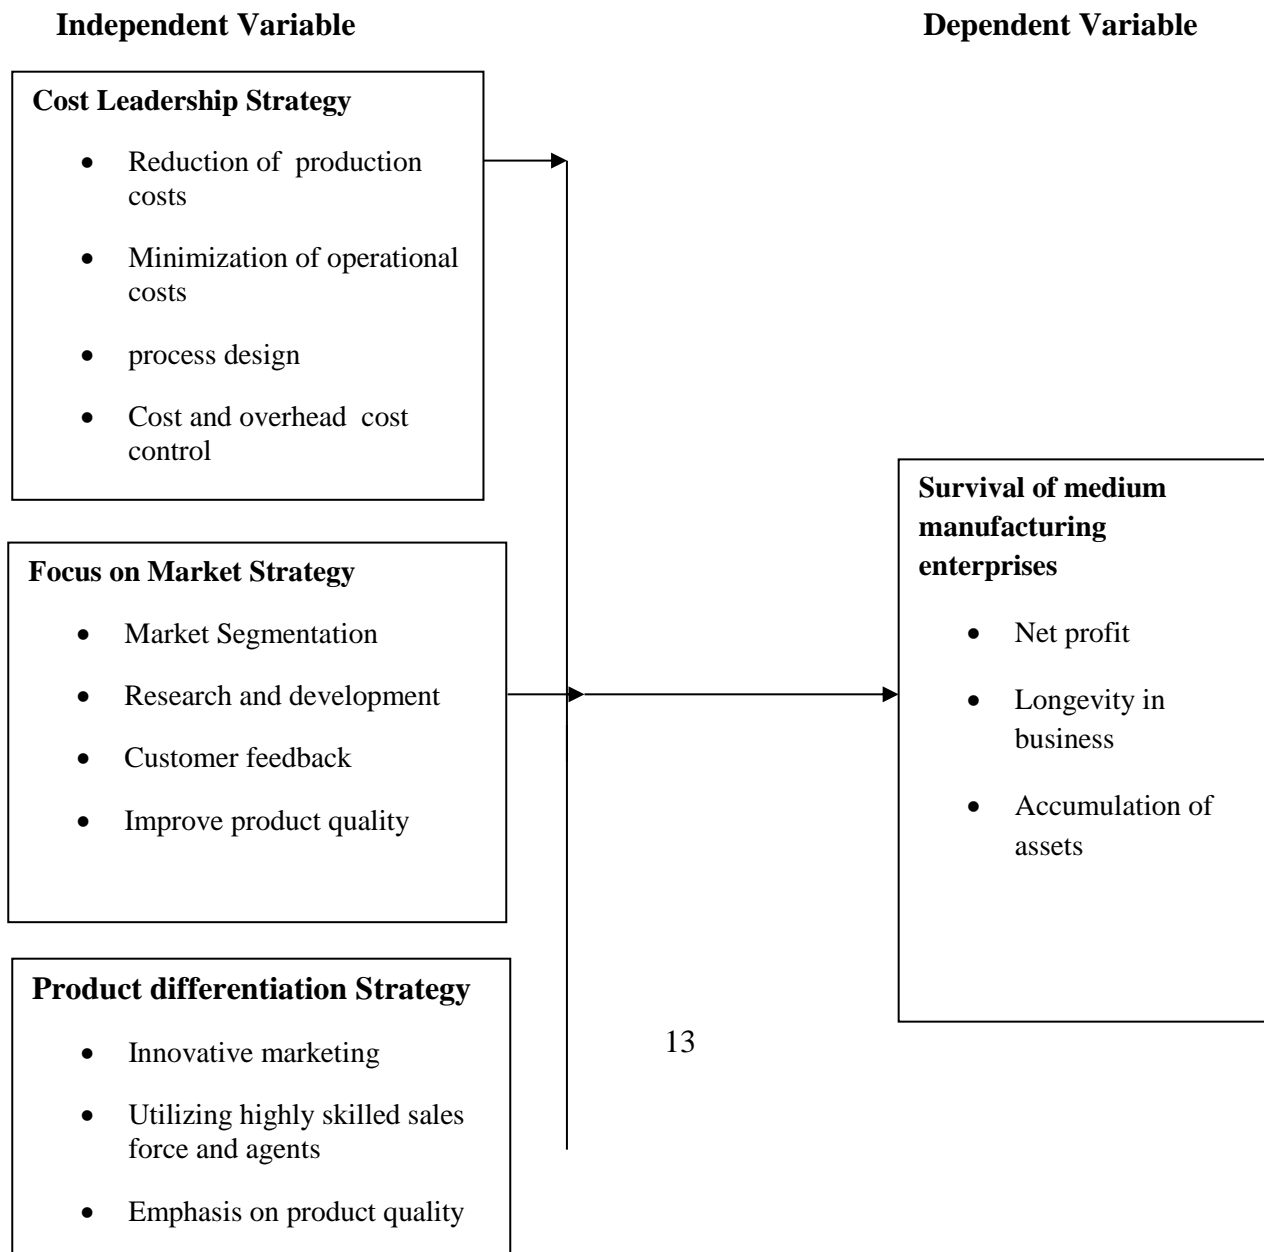 Independent Variable
Dependent Variable
Cost Leadership Strategy
• Reduction of production
costs
• Minimization of operational
costs
• process design
• Cost and overhead cost
control
Focus on Market Strategy
• Market Segmentation
• Research and development
• Customer feedback
• Improve product quality
Product differentiation Strategy
• Innovative marketing
• Utilizing highly skilled sales
force and agents
• Emphasis on product quality
Survival of medium
manufacturing
enterprises
• Net profit
• Longevity in
business
• Accumulation of
assets
13